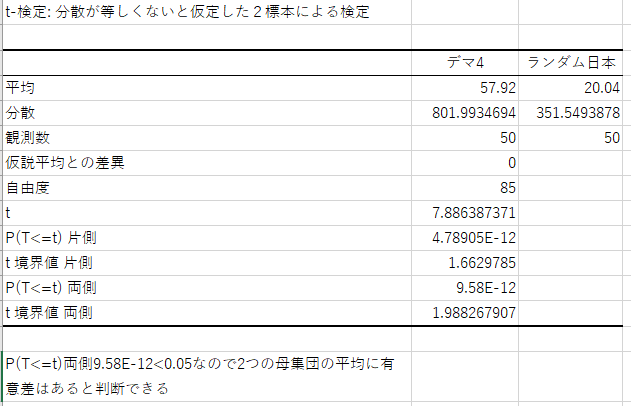 t-検定: 分散が等しくないと仮定した２標本による検定
デマ4 ランダム日本
平均 57.92 20.04
分散 801.9934694 351.5493878
観測数 50 50
仮説平均との差異 0
自由度 85
t 7.886387371
P(T<=t) 片側 4.78905E-12
t 境界値 片側 1.6629785
P(T<=t) 両側 9.58E-12
t 境界値 両側 1.988267907
P(T<=t)両側9.58E-12<0.05なので2つの母集団の平均に有
意差はあると判断できる